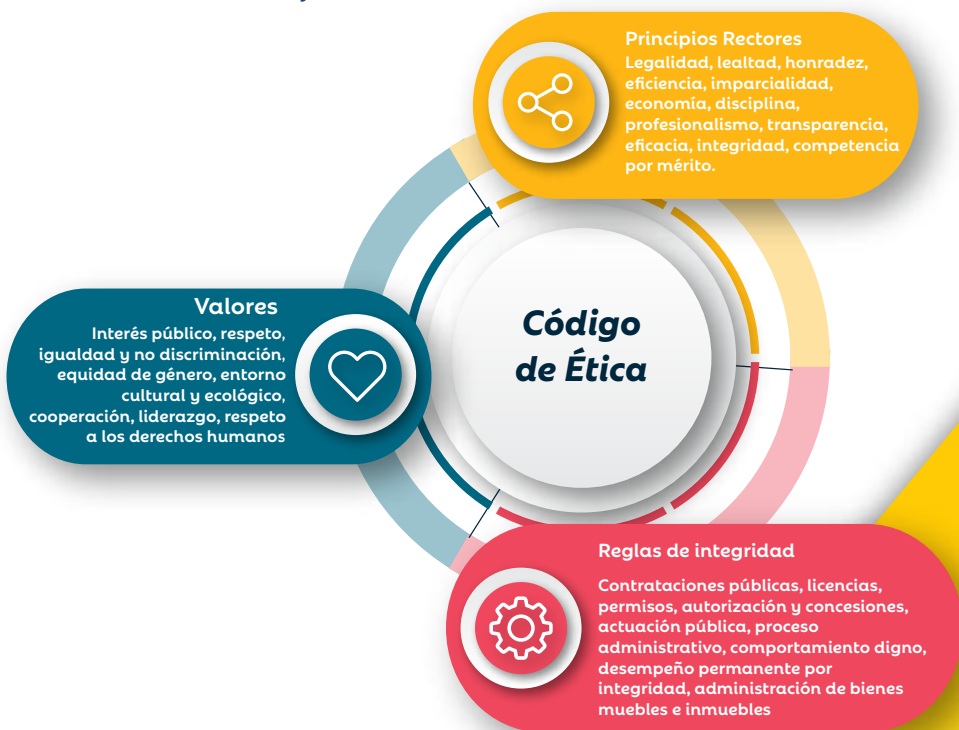 Principios Rectores
Legalidad, lealtad, honradez,
eficiencia, imparcialidad,
economía, disciplina,
profesionalismo, transparencia,
eficacia, integridad, competencia
por mérito.
Valores
Interés público, respeto,
igualdad y no discriminación,
equidad de género, entorno
cultural y ecológico,
cooperación, liderazgo, respeto
a los derechos humanos
Código
de Ética
Reglas de integridad
Contrataciones públicas, licencias,
permisos, autorización y concesiones,
actuación pública, proceso
administrativo, comportamiento digno,
desempeño permanente por
integridad, administración de bienes
muebles e inmuebles